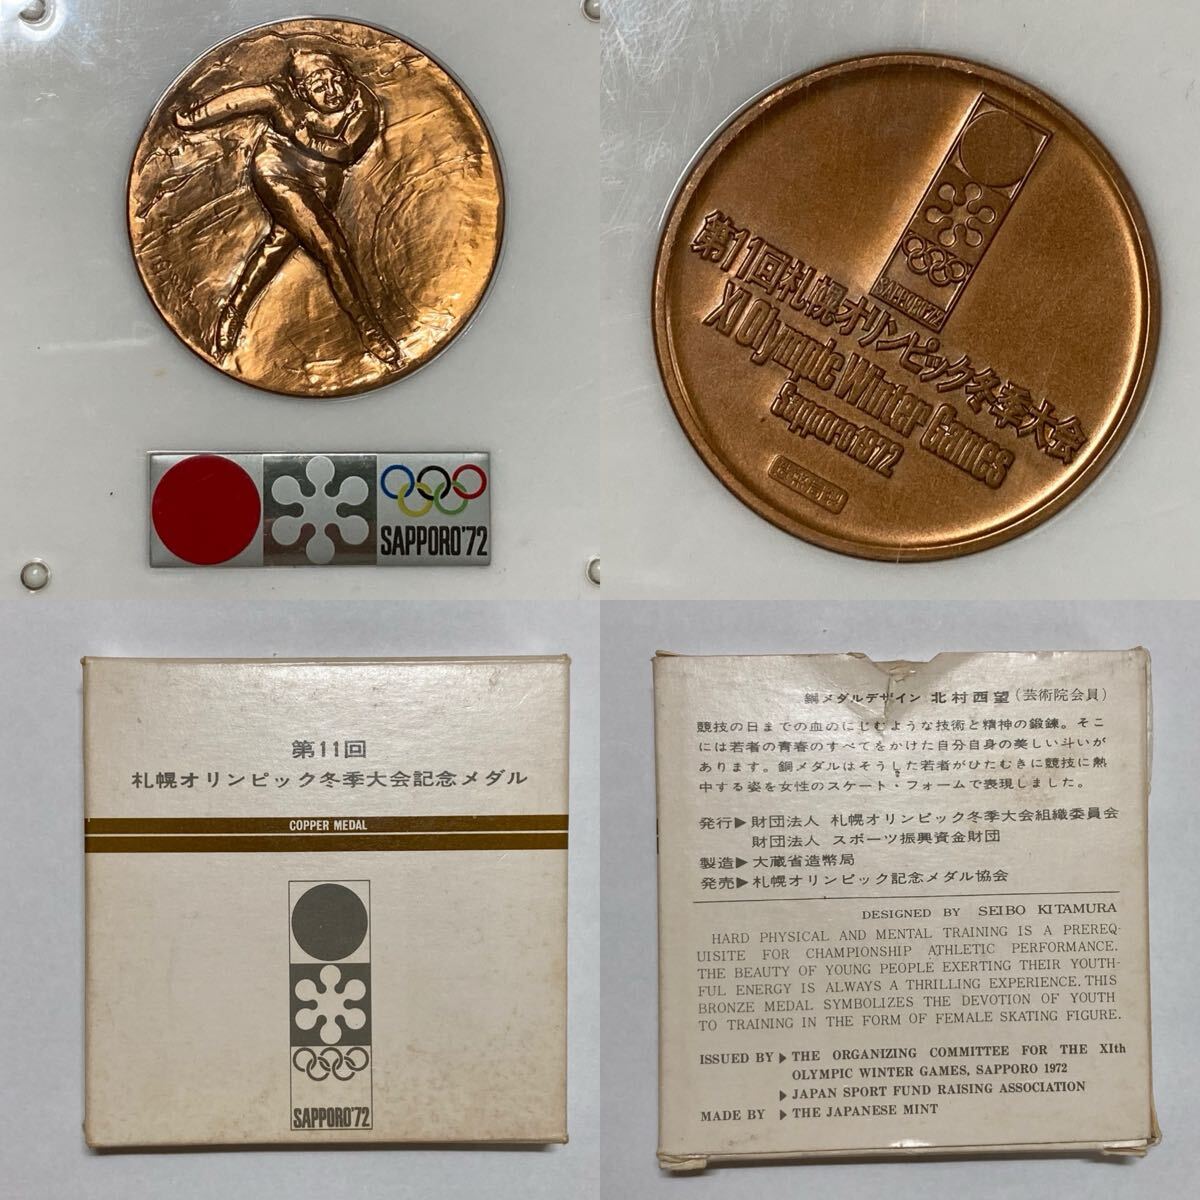 SAPPORO'72
SAPPORO'72
第11回札幌オリンピック冬季大会
XI Olympic Winter Games
Sapporo1972
第11回
札幌オリンピック冬季大会記念メダル
COPPER MEDAL
SAPPORO'72
銅メダルデザイン 北村西望(芸術院会員)
競技の日までの血のにじむような技術と精神の鍛錬。そこ
には若者の青春のすべてをかけた自分自身の美しい斗いが
あります。銅メダルはそうした若者がひたむきに競技に熱
中する姿を女性のスケート・フォームで表現しました。
発行▶財団法人 札幌オリンピック冬季大会組織委員会
財団法人 スポーツ振興資金財団
製造▶大蔵省造幣局
発売▶札幌オリンピック記念メダル協会
DESIGNED BY SEIBO KITAMURA
HARD PHYSICAL AND MENTAL TRAINING IS A PREREQ-
UISITE FOR CHAMPIONSHIP ATHLETIC PERFORMANCE.
THE BEAUTY OF YOUNG PEOPLE EXERTING THEIR YOUTH-
FUL ENERGY IS ALWAYS A THRILLING EXPERIENCE. THIS
BRONZE MEDAL SYMBOLIZES THE DEVOTION OF YOUTH
TO TRAINING IN THE FORM OF FEMALE SKATING FIGURE.
ISSUED BY ▶ THE ORGANIZING COMMITTEE FOR THE XIth
OLYMPIC WINTER GAMES, SAPPORO 1972
▶ JAPAN SPORT FUND RAISING ASSOCIATION
MADE BY ▶ THE JAPANESE MINT